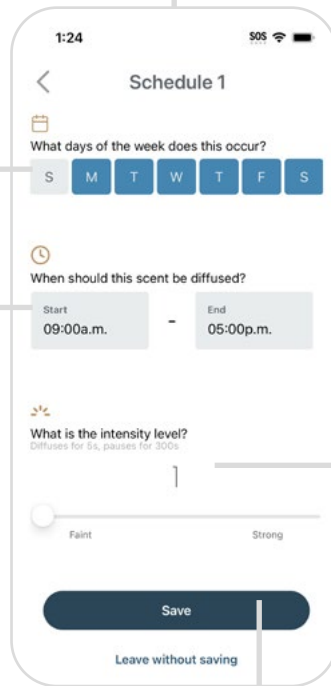 1:24 SOS
Schedule 1
What days of the week does this occur?
S M T W T F S
When should this scent be diffused?
Start End
09:00a.m. - 05:00p.m.
What is the intensity level?
Diffuses for 5s, pauses for 300s
1
Faint Strong
Save
Leave without saving